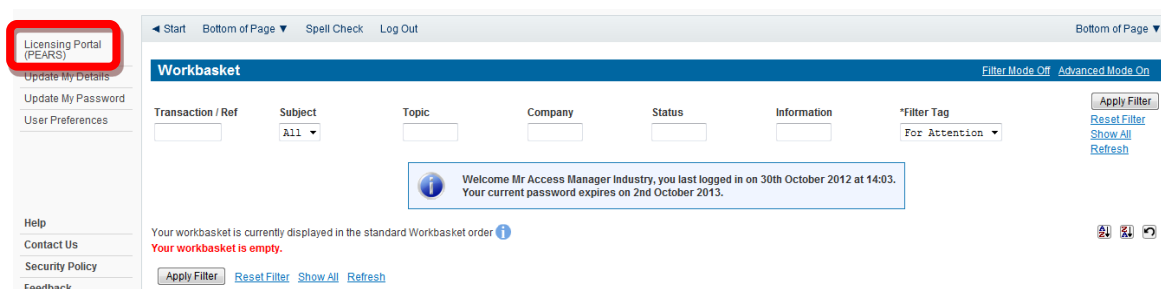 ◄ Start Bottom of Page ▼ Spell Check Log Out Bottom of Page ▼
Licensing Portal
(PEARS)
Update My Details
Update My Password
User Preferences
Help
Contact Us
Security Policy
Feedback
Workbasket Filter Mode Off Advanced Mode On
Transaction / Ref Subject Topic Company Status Information *Filter Tag
All For Attention
Apply Filter
Reset Filter
Show All
Refresh
Welcome Mr Access Manager Industry, you last logged in on 30th October 2012 at 14:03.
Your current password expires on 2nd October 2013.
Your workbasket is currently displayed in the standard Workbasket order
Your workbasket is empty.
Apply Filter Reset Filter Show All Refresh